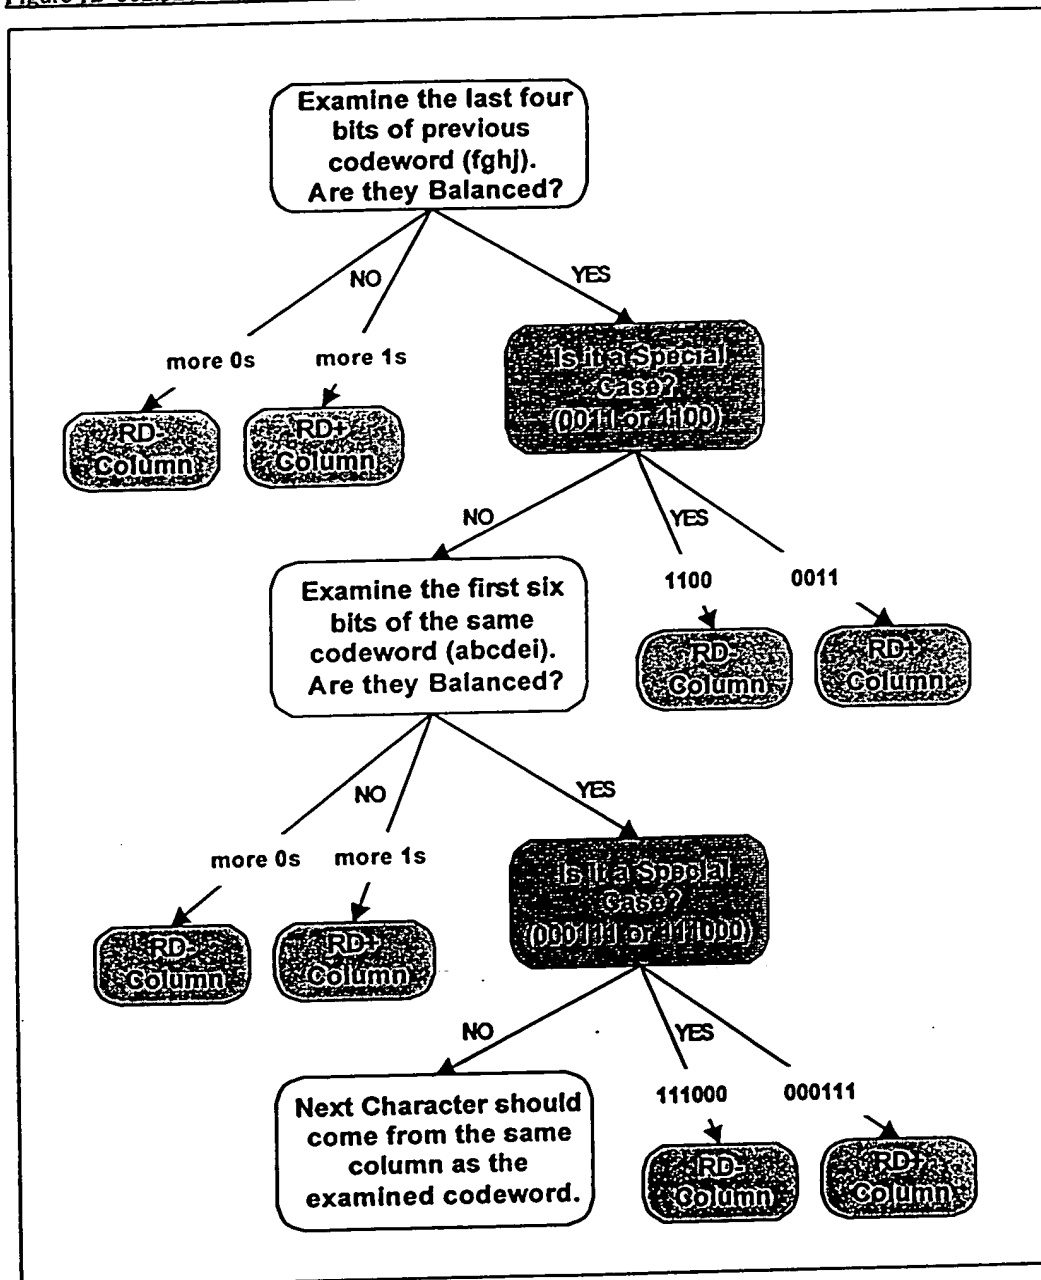 Examine the last four
bits of previous
codeword (fghj).
Are they Balanced?
NO
YES
more 0s
more 1s
Is it a Special
Case?
(0011 or 1100)
RD-
Column
RD+
Column
NO
YES
1100
0011
Examine the first six
bits of the same
codeword (abcdei).
Are they Balanced?
RD-
Column
RD+
Column
NO
YES
more 0s
more 1s
Is it a Special
Case?
(000111 or 111000)
RD-
Column
RD+
Column
NO
YES
111000
000111
Next Character should
come from the same
column as the
examined codeword.
RD-
Column
RD+
Column